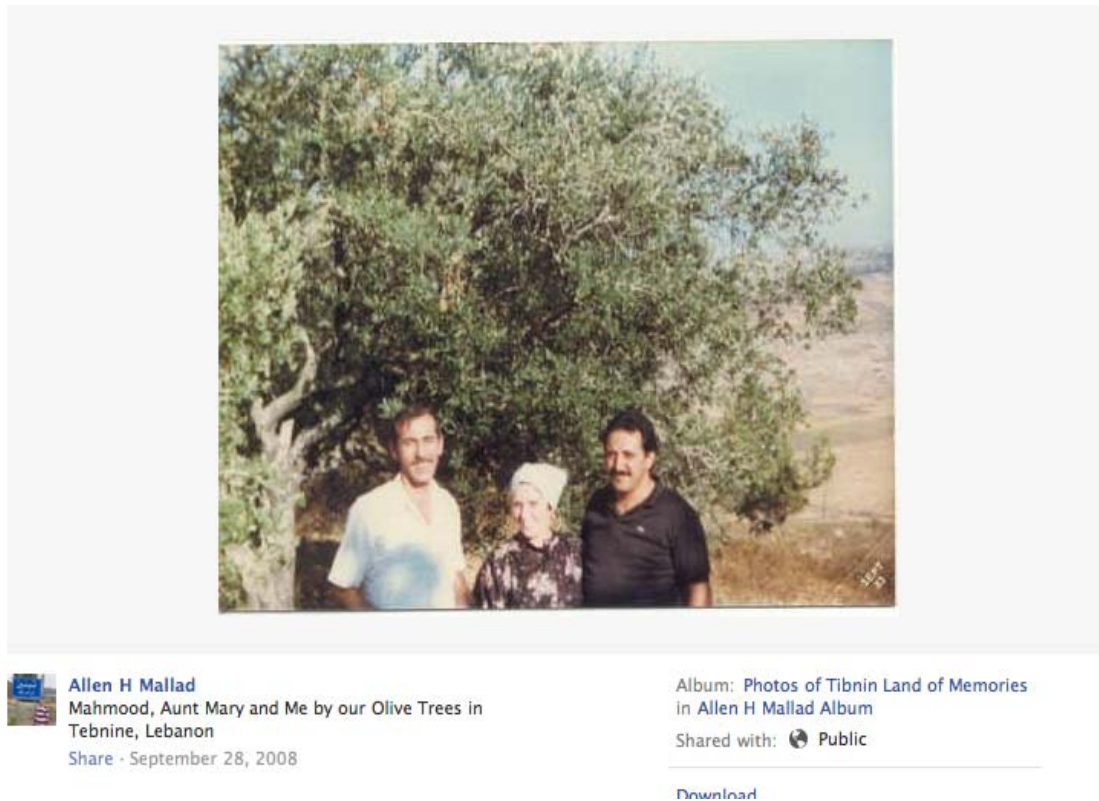 SEPT
Allen H Mallad
Mahmood, Aunt Mary and Me by our Olive Trees in
Tebnine, Lebanon
Share · September 28, 2008
Album: Photos of Tibnin Land of Memories
in Allen H Mallad Album
Shared with: Public
Download